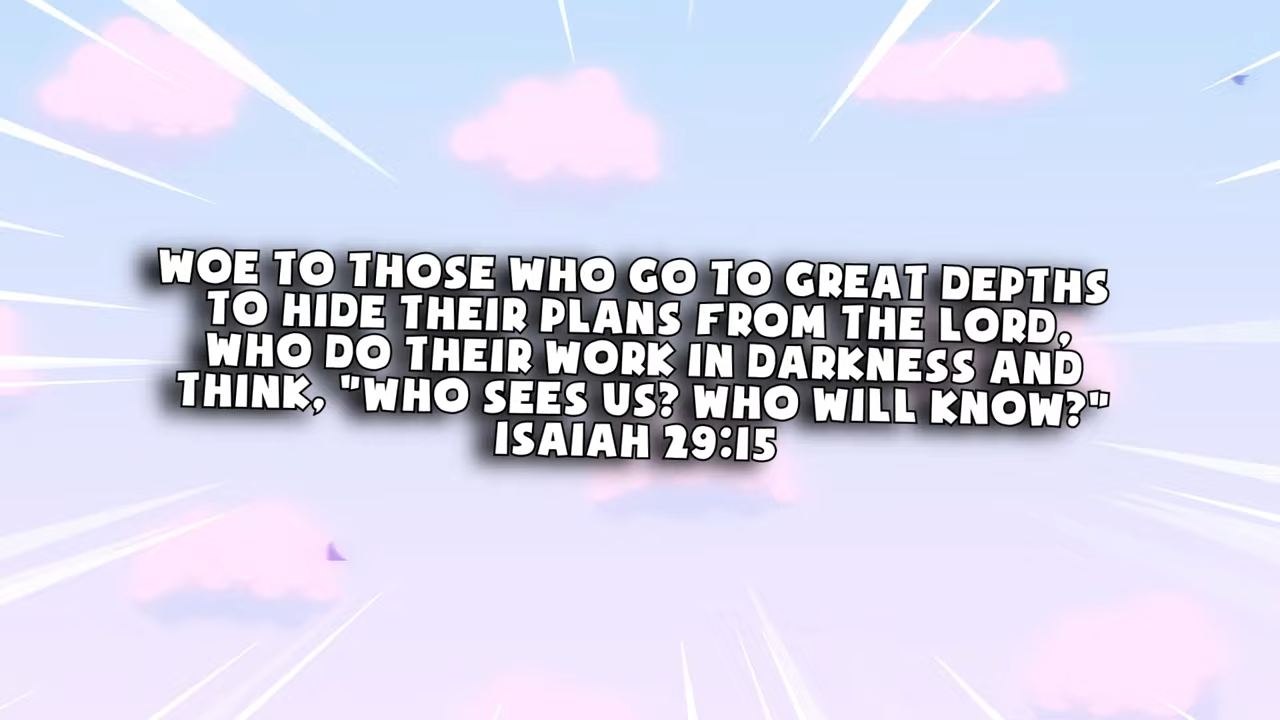 WOE TO THOSE WHO GO TO GREAT DEPTHS
TO HIDE THEIR PLANS FROM THE LORD,
WHO DO THEIR WORK IN DARKNESS AND
THINK, "WHO SEES US? WHO WILL KNOW?"
ISAIAH 29:15